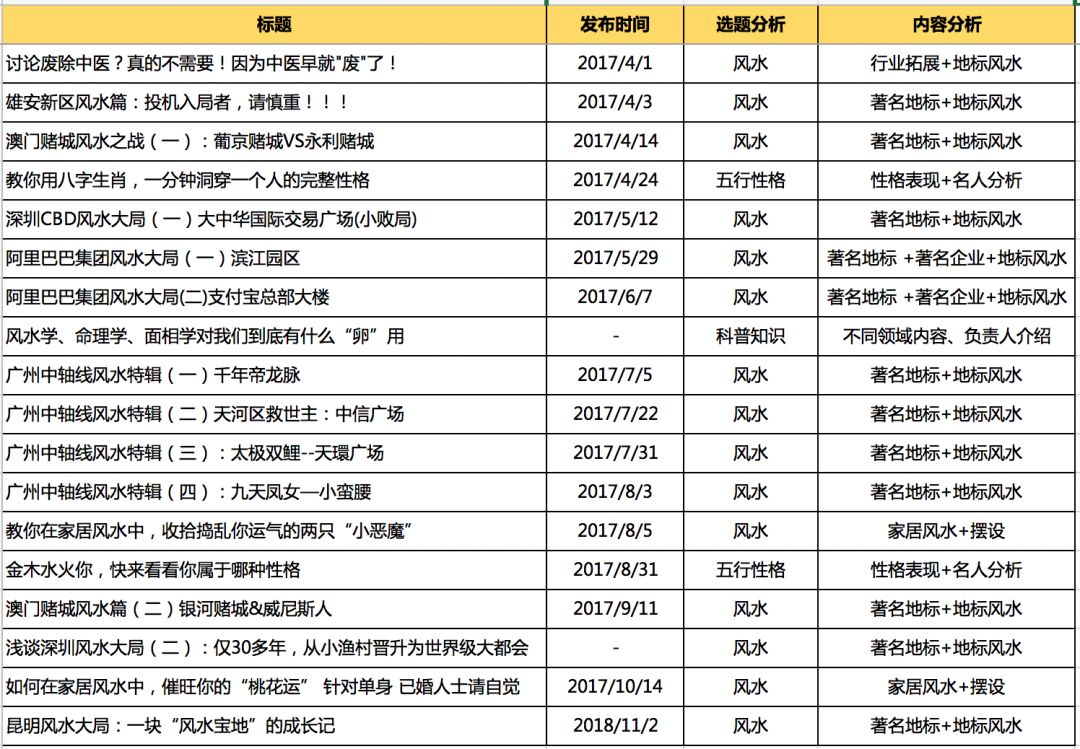 标题 发布时间 选题分析 内容分析
讨论废除中医？真的不需要！因为中医早就"废"了！ 2017/4/1 风水 行业拓展+地标风水
雄安新区风水篇：投机入局者，请慎重！！！ 2017/4/3 风水 著名地标+地标风水
澳门赌城风水之战（一）：葡京赌城VS永利赌城 2017/4/14 风水 著名地标+地标风水
教你用八字生肖，一分钟洞穿一个人的完整性格 2017/4/24 五行性格 性格表现+名人分析
深圳CBD风水大局（一）大中华国际交易广场(小败局) 2017/5/12 风水 著名地标+地标风水
阿里巴巴集团风水大局（一）滨江园区 2017/5/29 风水 著名地标 +著名企业+地标风水
阿里巴巴集团风水大局(二)支付宝总部大楼 2017/6/7 风水 著名地标 +著名企业+地标风水
风水学、命理学、面相学对我们到底有什么“卵”用 - 科普知识 不同领域内容、负责人介绍
广州中轴线风水特辑（一）千年帝龙脉 2017/7/5 风水 著名地标+地标风水
广州中轴线风水特辑（二）天河区救世主：中信广场 2017/7/22 风水 著名地标+地标风水
广州中轴线风水特辑（三）：太极双鲤--天環广场 2017/7/31 风水 著名地标+地标风水
广州中轴线风水特辑（四）：九天凤女—小蛮腰 2017/8/3 风水 著名地标+地标风水
教你在家居风水中，收拾捣乱你运气的两只“小恶魔” 2017/8/5 风水 家居风水+摆设
金木水火你，快来看看你属于哪种性格 2017/8/31 五行性格 性格表现+名人分析
澳门赌城风水篇（二）银河赌城&威尼斯人 2017/9/11 风水 著名地标+地标风水
浅谈深圳风水大局（二）：仅30多年，从小渔村晋升为世界级大都会 - 风水 著名地标+地标风水
如何在家居风水中，催旺你的“桃花运” 针对单身 已婚人士请自觉 2017/10/14 风水 家居风水+摆设
昆明风水大局：一块“风水宝地”的成长记 2018/11/2 风水 著名地标+地标风水